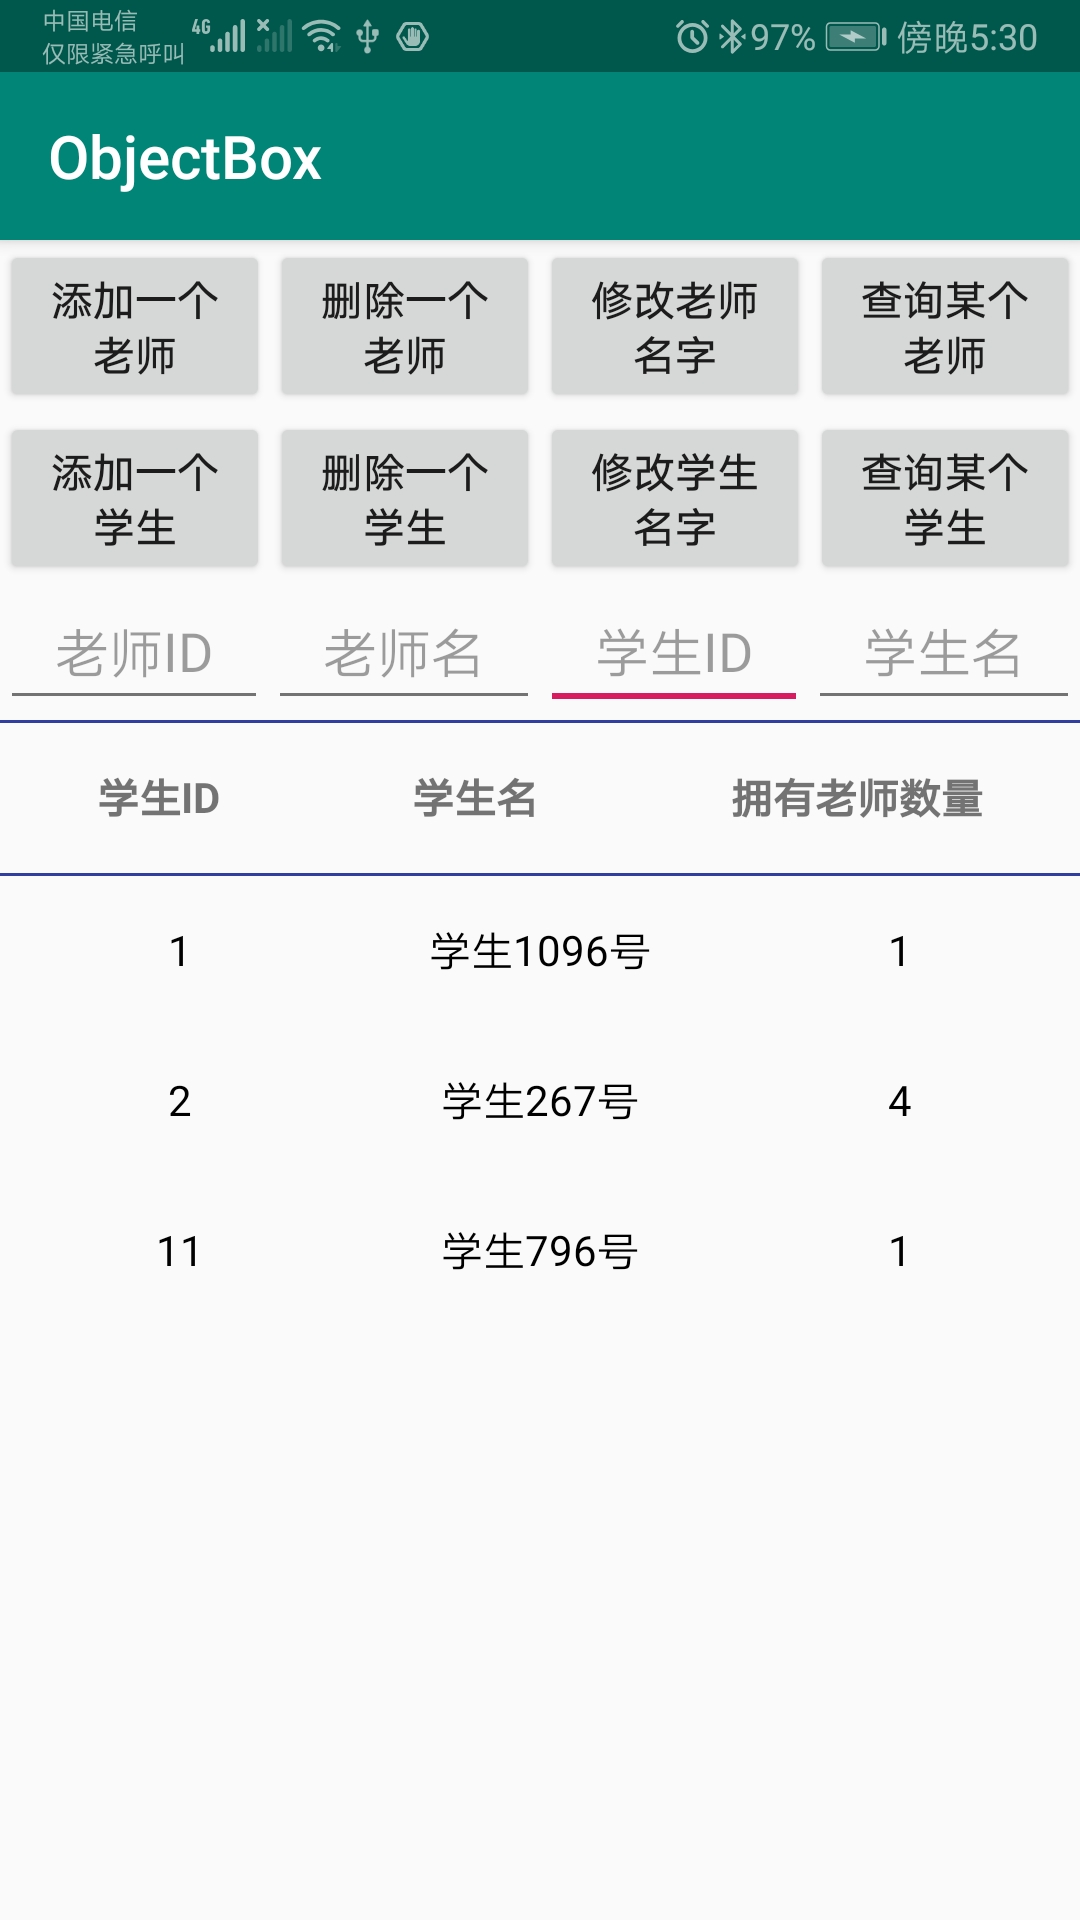 中国电信
仅限紧急呼叫
4G
97% 傍晚5:30
ObjectBox
添加一个
老师
删除一个
老师
修改老师
名字
查询某个
老师
添加一个
学生
删除一个
学生
修改学生
名字
查询某个
学生
老师ID 老师名 学生ID 学生名
学生ID 学生名 拥有老师数量
1 学生1096号 1
2 学生267号 4
11 学生796号 1